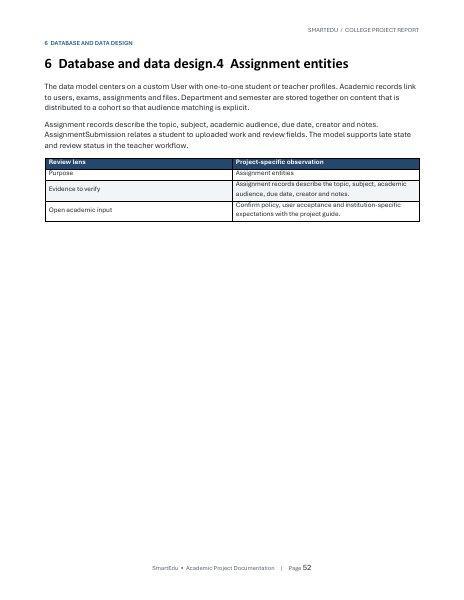 SMARTEDU / COLLEGE PROJECT REPORT
6 DATABASE AND DATA DESIGN
6 Database and data design.4 Assignment entities
The data model centers on a custom User with one-to-one student or teacher profiles. Academic records link
to users, exams, assignments and files. Department and semester are stored together on content that is
distributed to a cohort so that audience matching is explicit.
Assignment records describe the topic, subject, academic audience, due date, creator and notes.
AssignmentSubmission relates a student to uploaded work and review fields. The model supports late state
and review status in the teacher workflow.
Review lens Project-specific observation
Purpose Assignment entities
Evidence to verify Assignment records describe the topic, subject, academic
audience, due date, creator and notes.
Open academic input Confirm policy, user acceptance and institution-specific
expectations with the project guide.
SmartEdu • Academic Project Documentation | Page 52